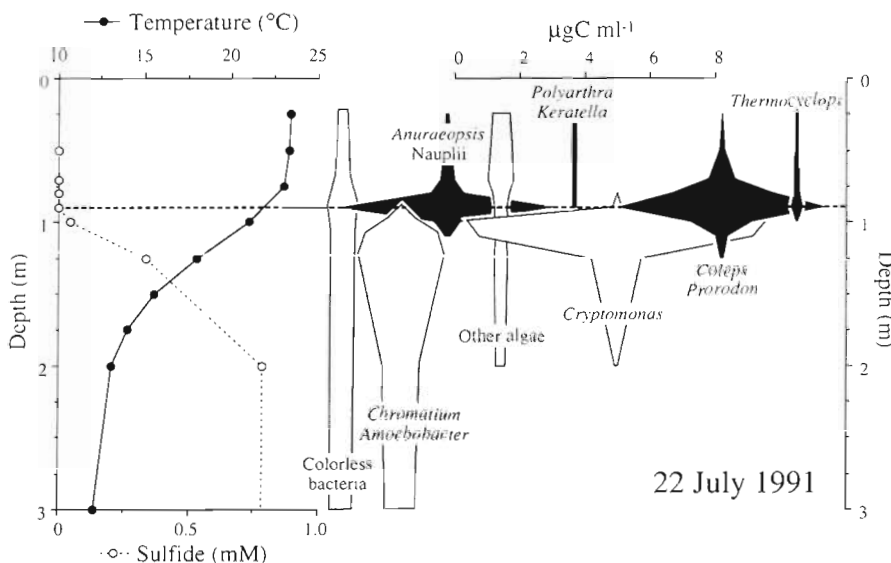 Temperature (°C)
10 15 20 25
µgC ml-1
0 2 4 6 8
0
0
Polyarthra
Keratella
Thermocyclops
Anuraeopsis
Nauplii
1
1
Depth (m)
Depth (m)
Coleps
Prorodon
Cryptomonas
Other algae
2
2
Chromatium
Amoebobacter
Colorless
bacteria
22 July 1991
3
3
0 0.5 1.0
Sulfide (mM)